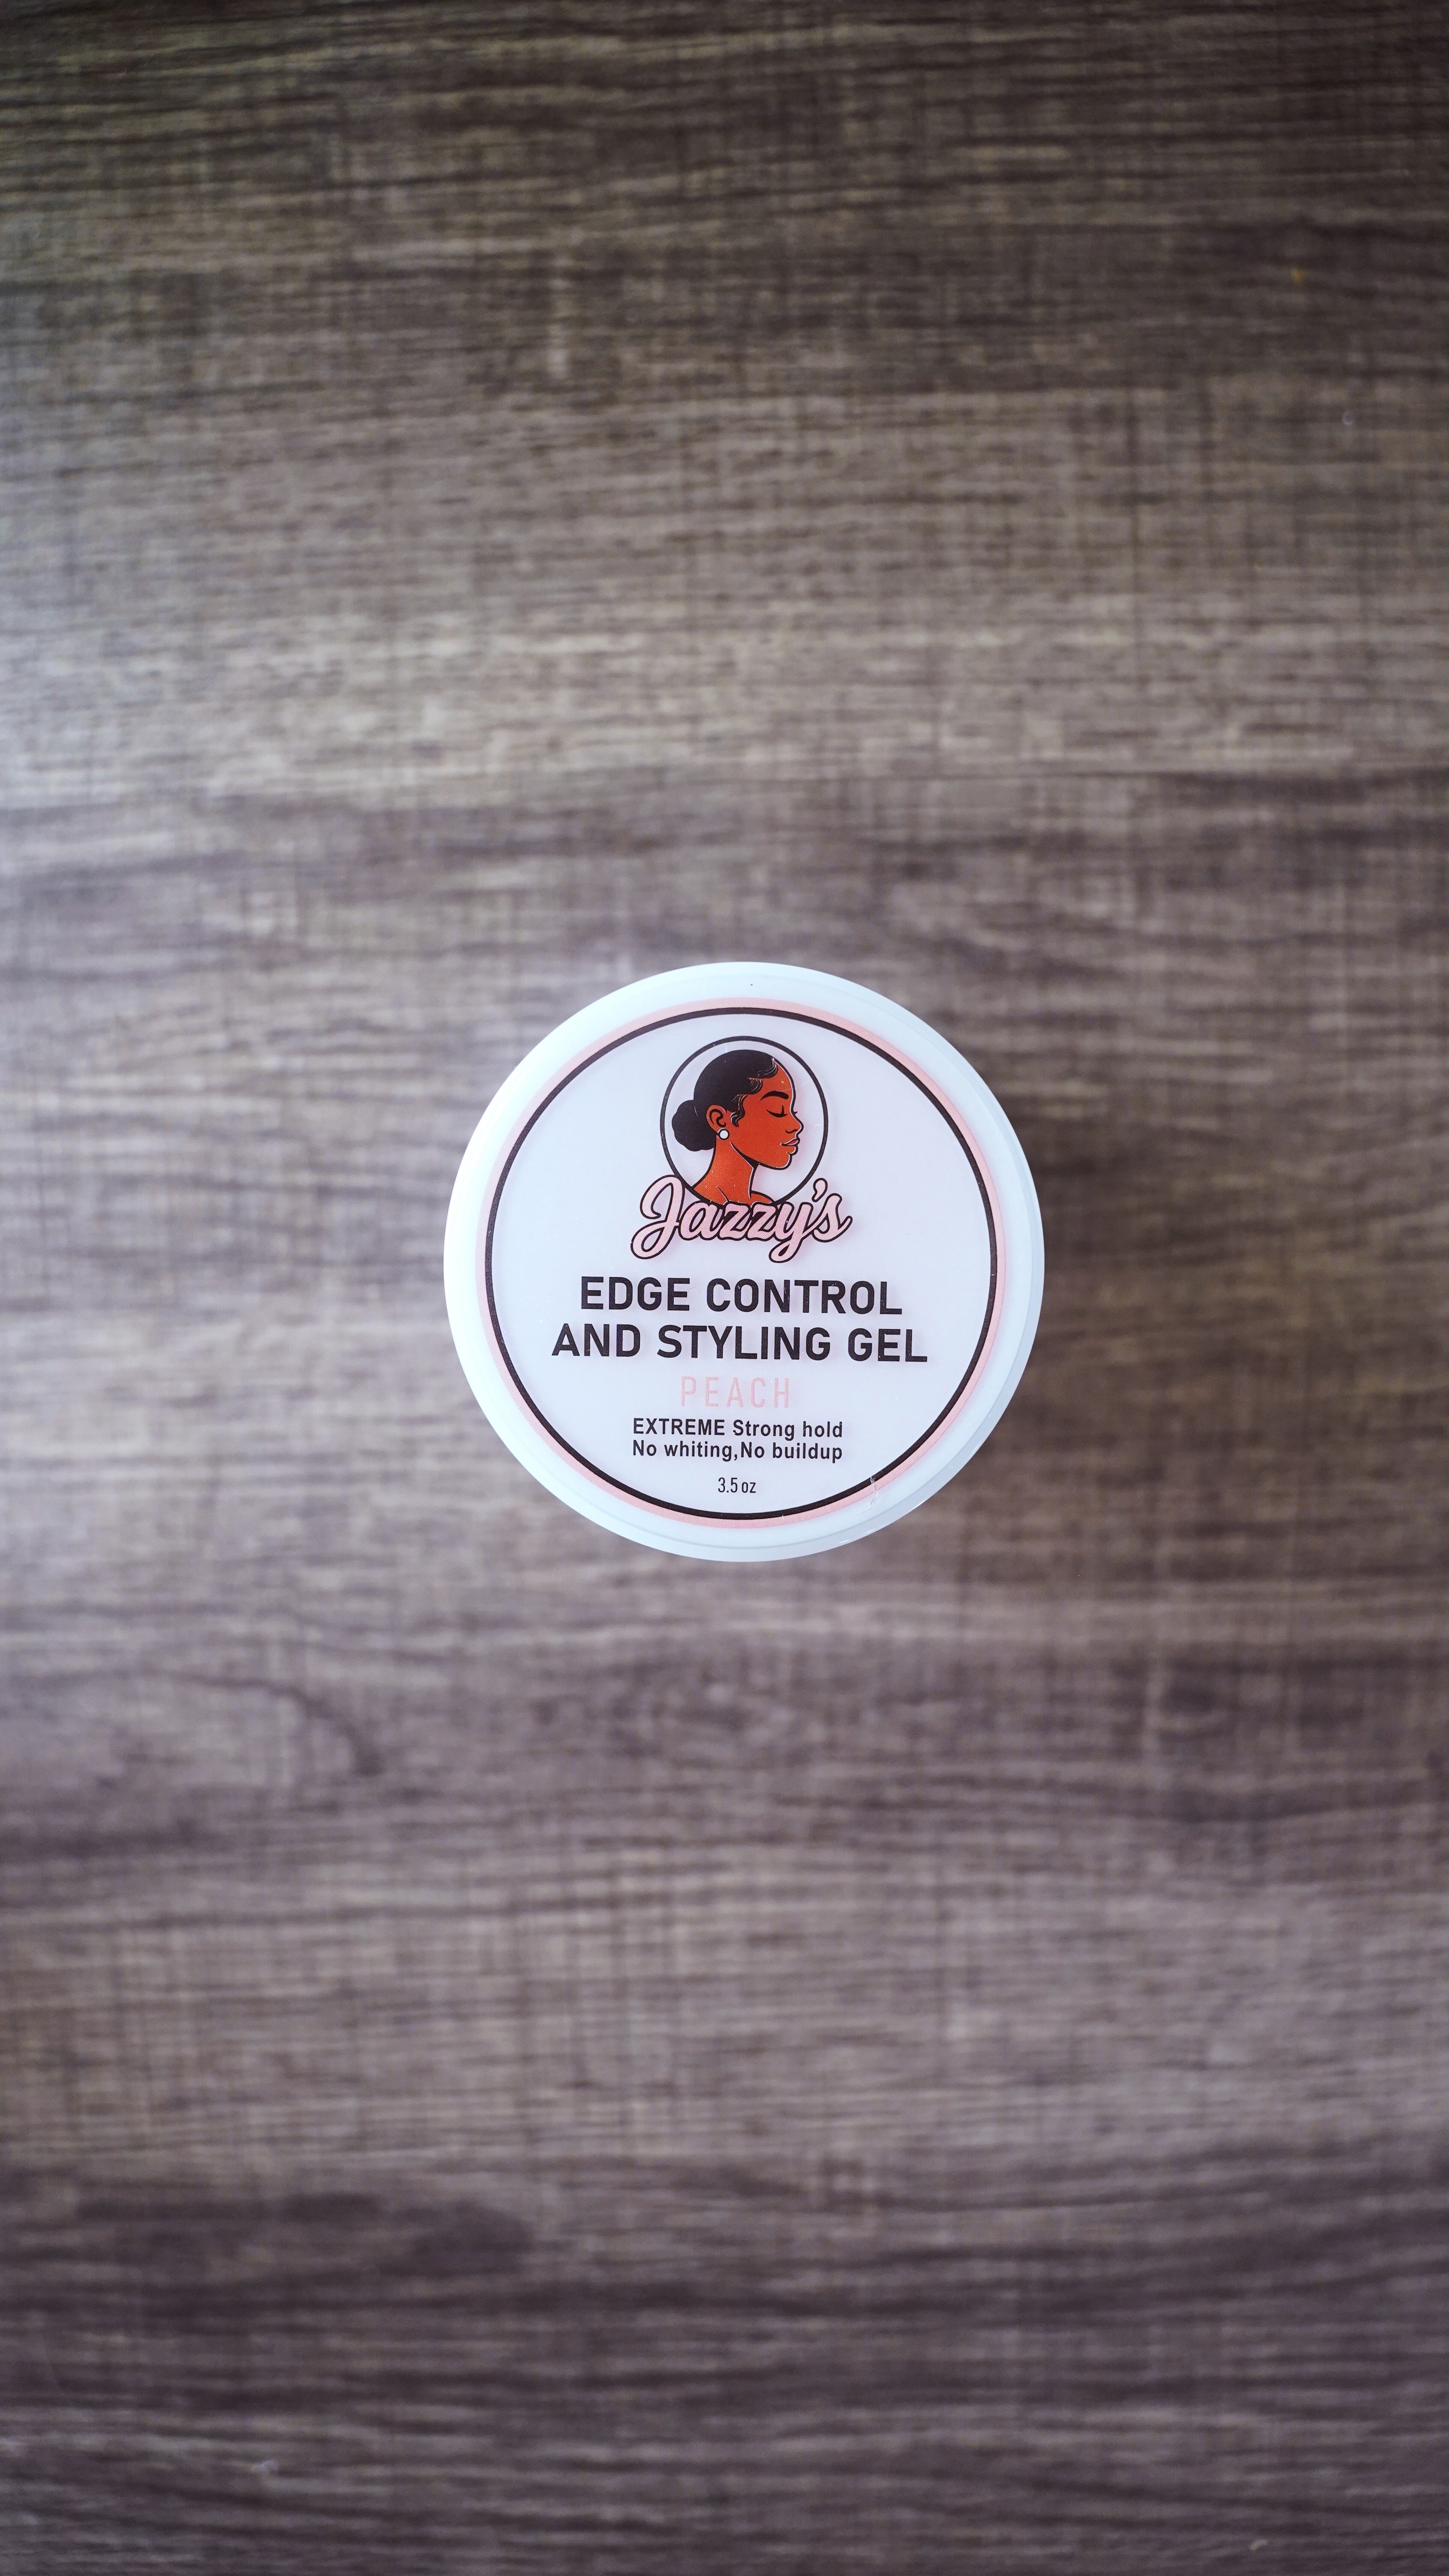 Jazzy's
EDGE CONTROL
AND STYLING GEL
PEACH
EXTREME Strong hold
No whiting,No buildup
3.5 oz